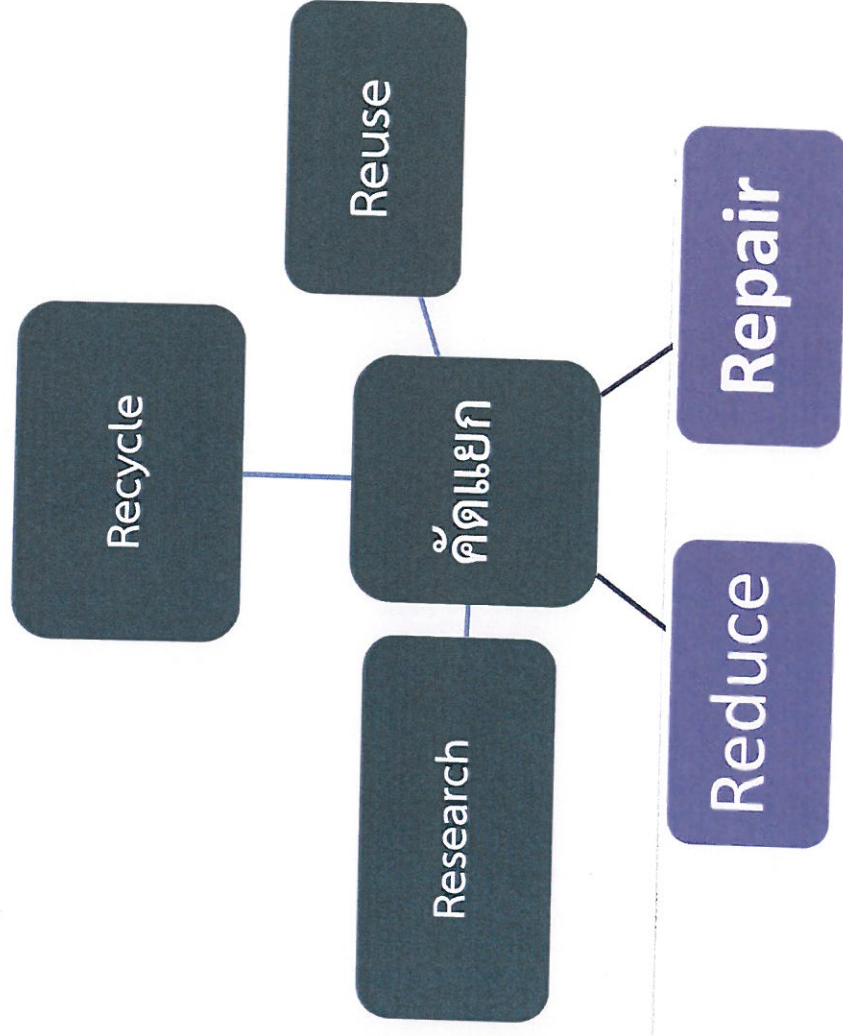 Recycle
Research
คัดแยก
Reuse
Reduce
Repair